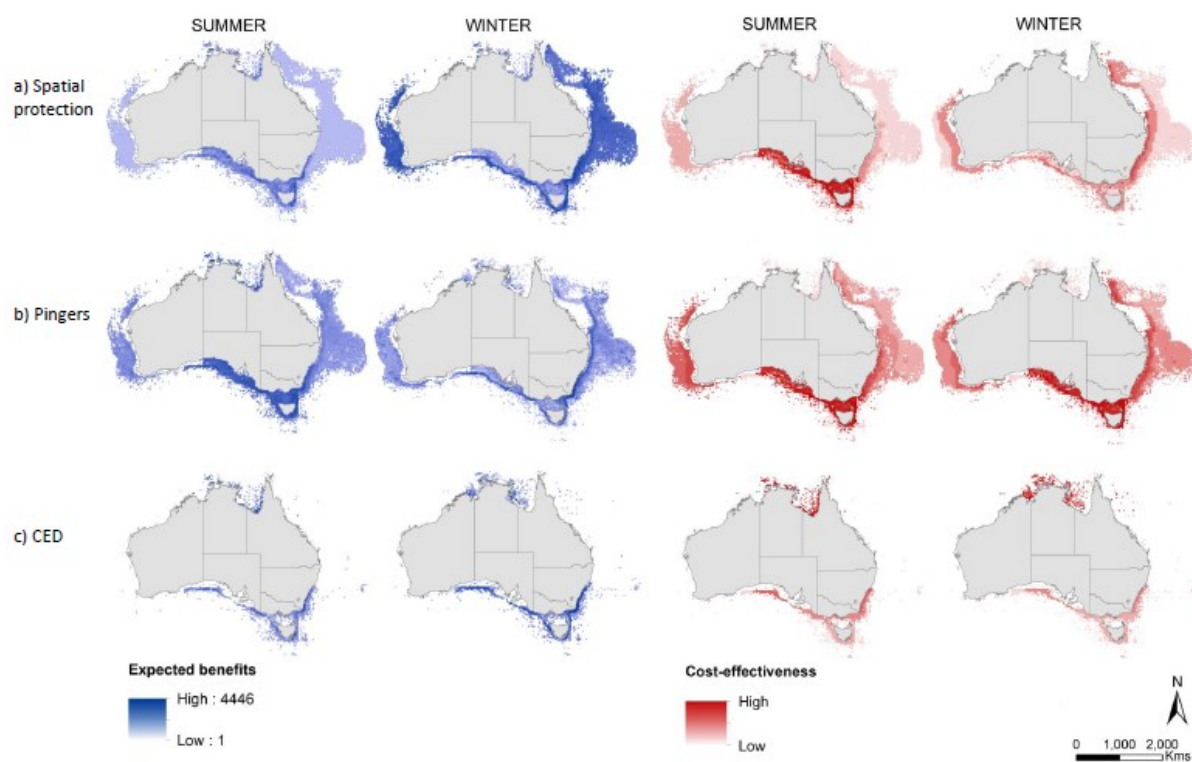 SUMMER WINTER SUMMER WINTER
a) Spatial
protection
b) Pingers
c) CED
Expected benefits
High : 4446
Low : 1
Cost-effectiveness
High
Low
N
0 1,000 2,000
Kms